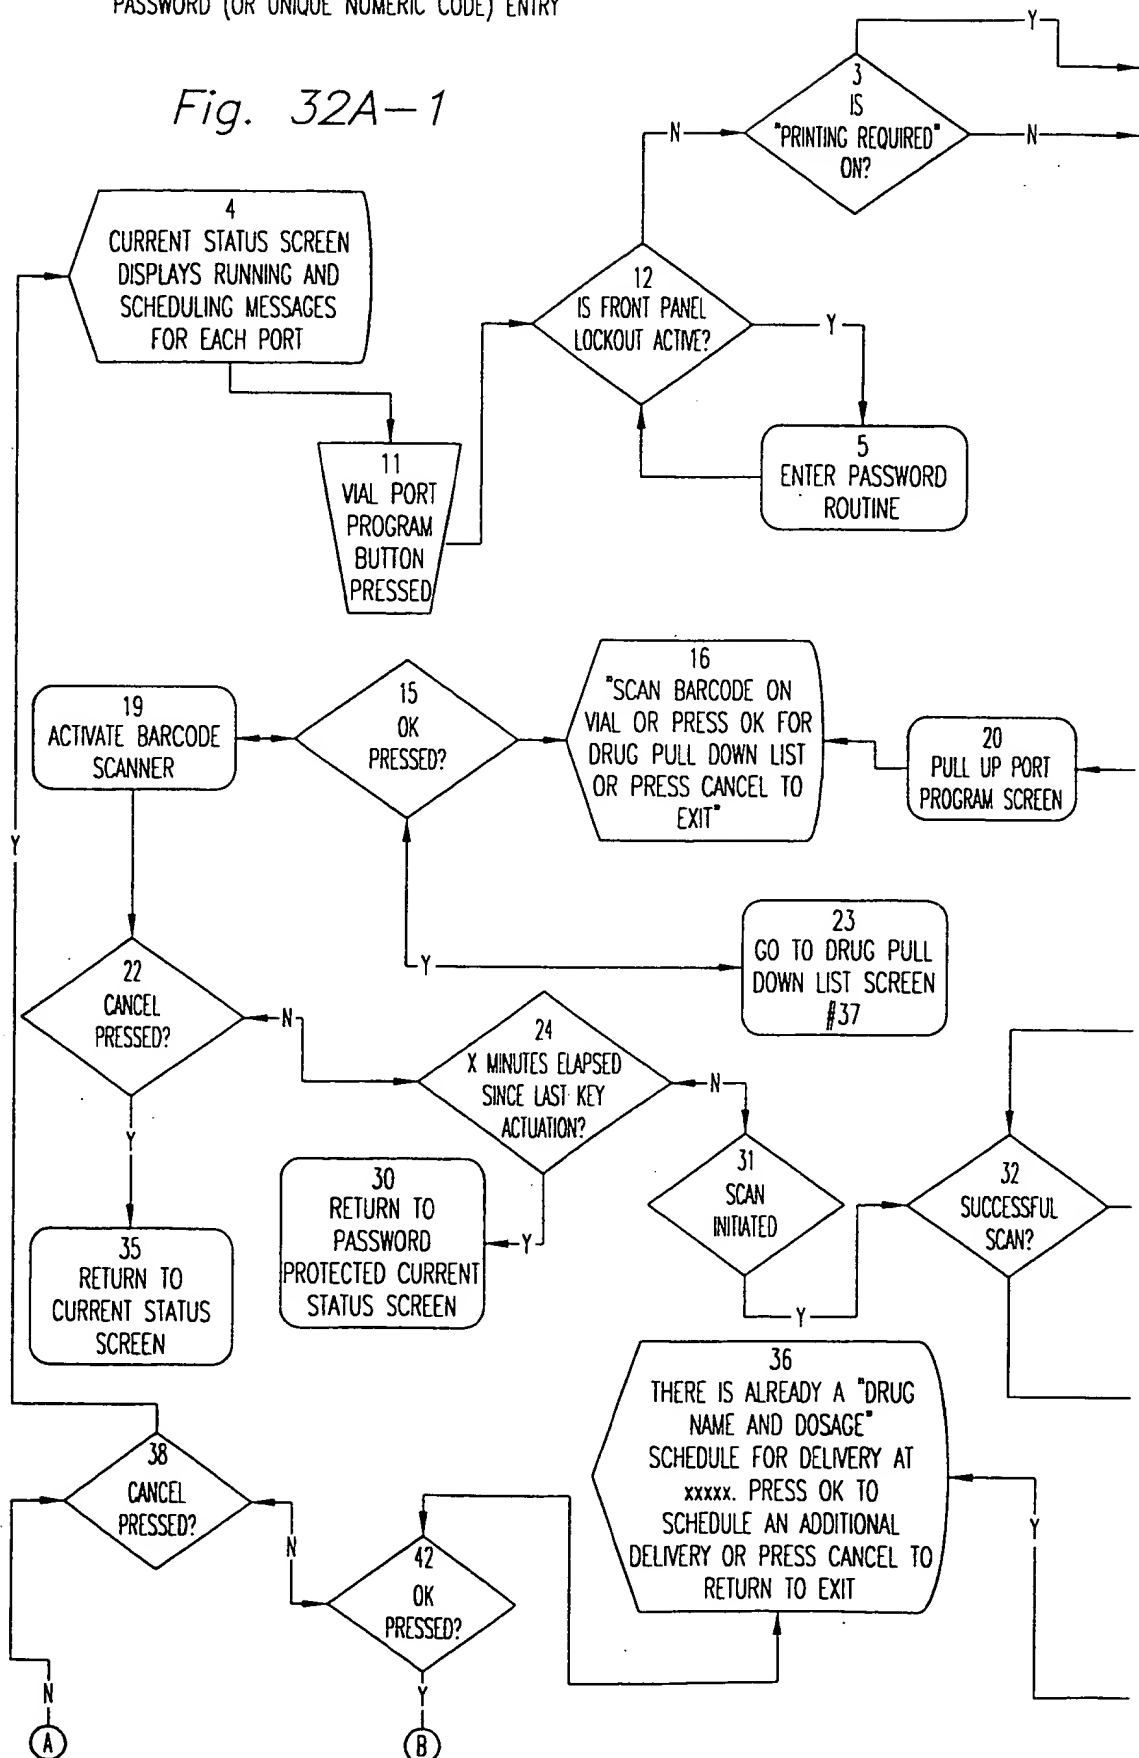 PASSWORD (OR UNIQUE NUMERIC CODE) ENTRY
Fig. 32A-1
Y
3
IS
"PRINTING REQUIRED"
ON?
N
N
4
CURRENT STATUS SCREEN
DISPLAYS RUNNING AND
SCHEDULING MESSAGES
FOR EACH PORT
12
IS FRONT PANEL
LOCKOUT ACTIVE?
Y
11
VIAL PORT
PROGRAM
BUTTON
PRESSED
5
ENTER PASSWORD
ROUTINE
19
ACTIVATE BARCODE
SCANNER
15
OK
PRESSED?
16
"SCAN BARCODE ON
VIAL OR PRESS OK FOR
DRUG PULL DOWN LIST
OR PRESS CANCEL TO
EXIT"
20
PULL UP PORT
PROGRAM SCREEN
Y
Y
23
GO TO DRUG PULL
DOWN LIST SCREEN
#37
22
CANCEL
PRESSED?
N
24
X MINUTES ELAPSED
SINCE LAST KEY
ACTUATION?
N
Y
31
SCAN
INITIATED
32
SUCCESSFUL
SCAN?
30
RETURN TO
PASSWORD
PROTECTED CURRENT
STATUS SCREEN
Y
35
RETURN TO
CURRENT STATUS
SCREEN
Y
36
THERE IS ALREADY A "DRUG
NAME AND DOSAGE"
SCHEDULE FOR DELIVERY AT
xxxxx. PRESS OK TO
SCHEDULE AN ADDITIONAL
DELIVERY OR PRESS CANCEL TO
RETURN TO EXIT
38
CANCEL
PRESSED?
N
42
OK
PRESSED?
Y
N
Y
A
B